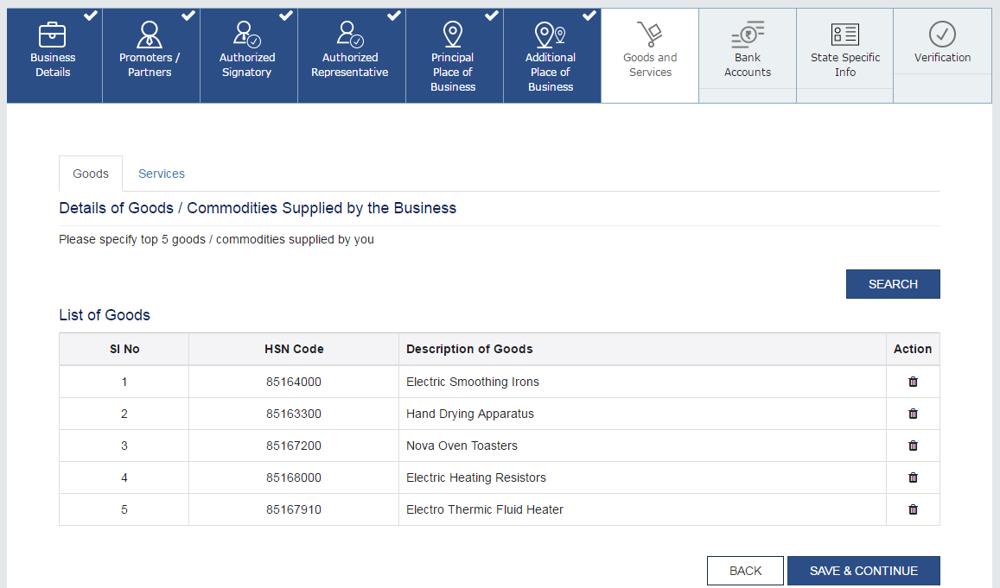 Business Details
Promoters / Partners
Authorized Signatory
Authorized Representative
Principal Place of Business
Additional Place of Business
Goods and Services
Bank Accounts
State Specific Info
Verification
Goods Services
Details of Goods / Commodities Supplied by the Business
Please specify top 5 goods / commodities supplied by you
SEARCH
List of Goods
Sl No HSN Code Description of Goods Action
1 85164000 Electric Smoothing Irons
2 85163300 Hand Drying Apparatus
3 85167200 Nova Oven Toasters
4 85168000 Electric Heating Resistors
5 85167910 Electro Thermic Fluid Heater
BACK SAVE & CONTINUE